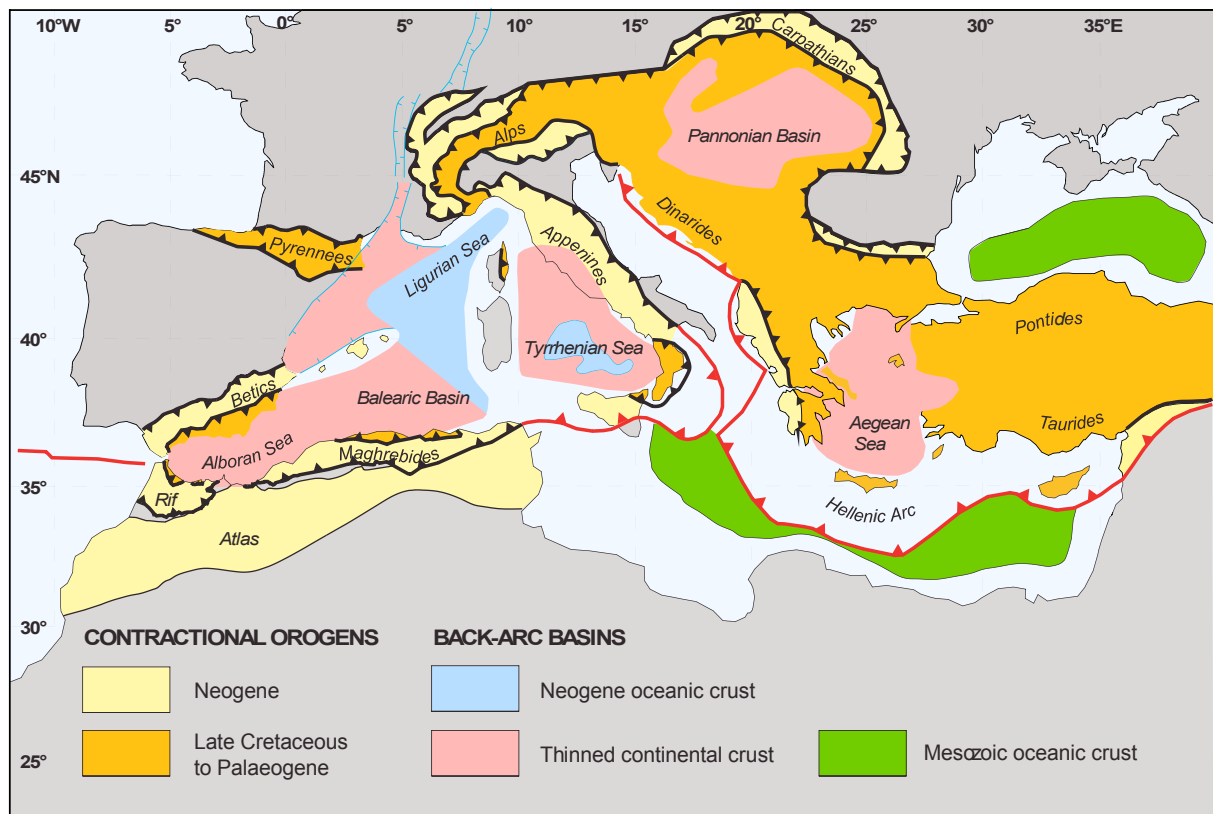 10°W 5° 0° 5° 10° 15° 20° 25° 30° 35°E
Carpathians
Pannonian Basin
Alps
45°N
Dinarides
Pyrennees
Ligurian Sea
Appenines
40°
Tyrrhenian Sea
Pontides
Betics
Balearic Basin
Aegean
Sea
Taurides
Alboran Sea
Maghrebides
35°
Rif
Hellenic Arc
Atlas
30°
CONTRACTIONAL OROGENS
Neogene
Late Cretaceous
to Palaeogene
BACK-ARC BASINS
Neogene oceanic crust
Thinned continental crust
Mesozoic oceanic crust
25°